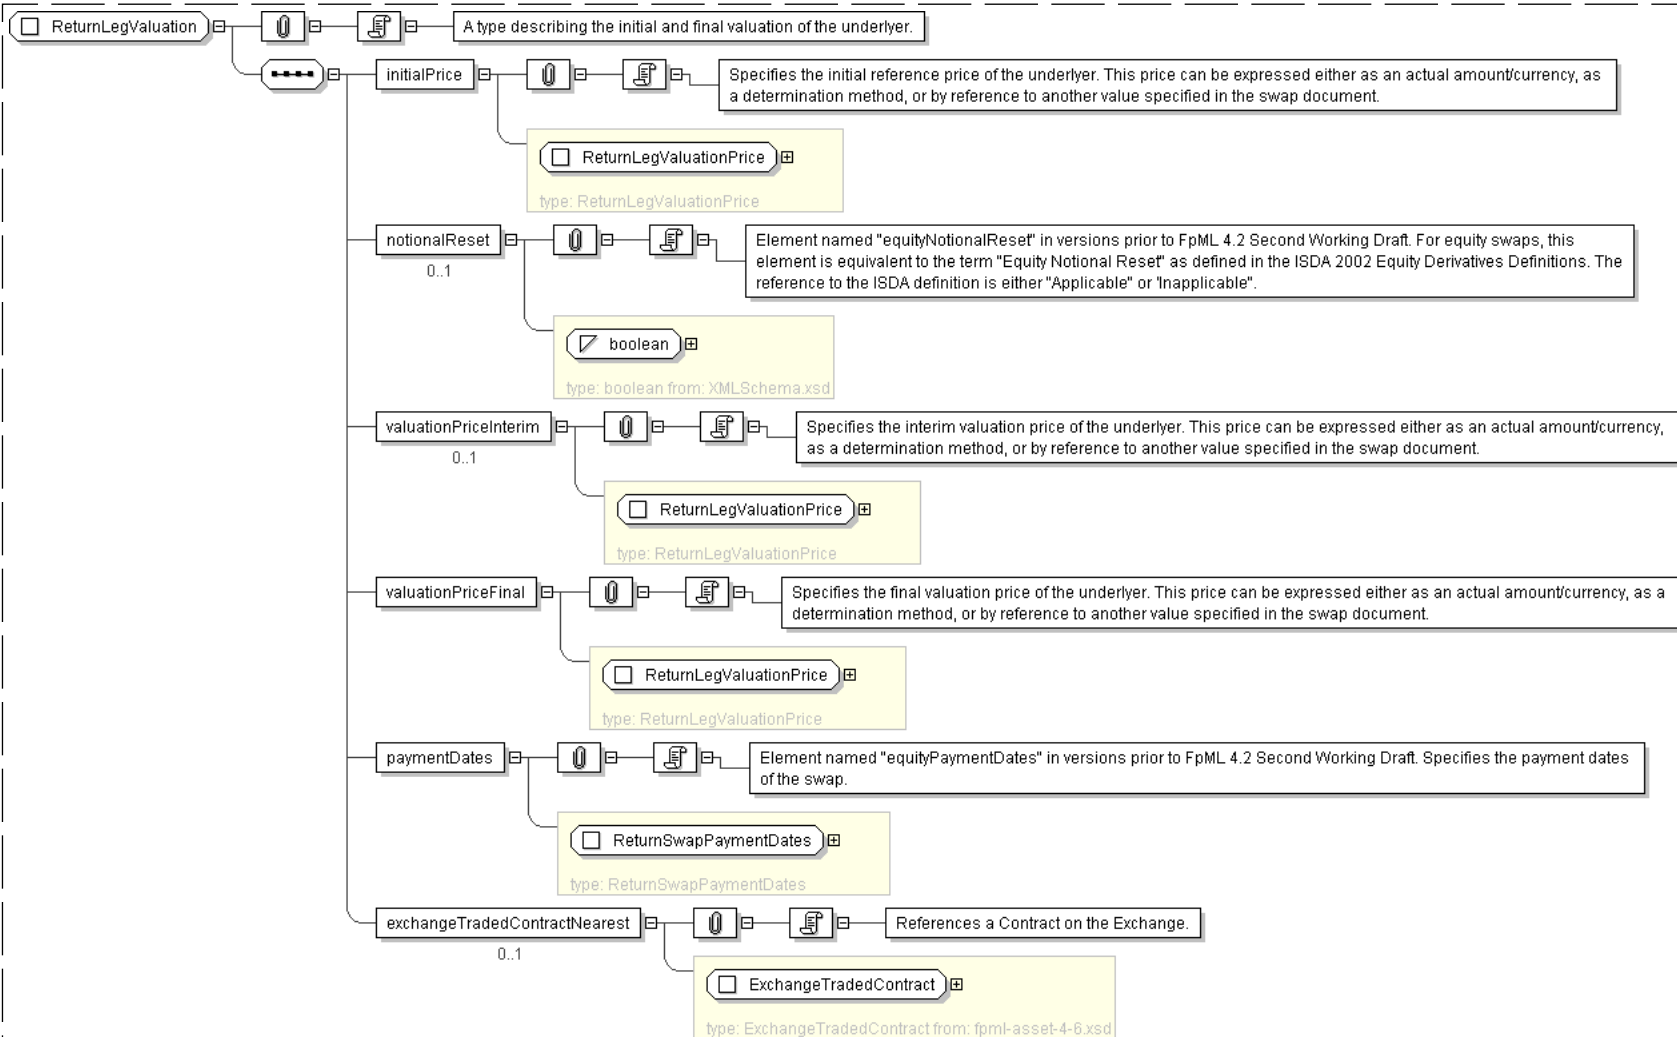 ReturnLegValuation
A type describing the initial and final valuation of the underlyer.
initialPrice
Specifies the initial reference price of the underlyer. This price can be expressed either as an actual amount/currency, as
a determination method, or by reference to another value specified in the swap document.
ReturnLegValuationPrice
type: ReturnLegValuationPrice
notionalReset
0..1
Element named "equityNotionalReset" in versions prior to FpML 4.2 Second Working Draft. For equity swaps, this
element is equivalent to the term "Equity Notional Reset" as defined in the ISDA 2002 Equity Derivatives Definitions. The
reference to the ISDA definition is either "Applicable" or 'Inapplicable".
boolean
type: boolean from: XMLSchema.xsd
valuationPriceInterim
0..1
Specifies the interim valuation price of the underlyer. This price can be expressed either as an actual amount/currency,
as a determination method, or by reference to another value specified in the swap document.
ReturnLegValuationPrice
type: ReturnLegValuationPrice
valuationPriceFinal
Specifies the final valuation price of the underlyer. This price can be expressed either as an actual amount/currency, as a
determination method, or by reference to another value specified in the swap document.
ReturnLegValuationPrice
type: ReturnLegValuationPrice
paymentDates
Element named "equityPaymentDates" in versions prior to FpML 4.2 Second Working Draft. Specifies the payment dates
of the swap.
ReturnSwapPaymentDates
type: ReturnSwapPaymentDates
exchangeTradedContractNearest
0..1
References a Contract on the Exchange.
ExchangeTradedContract
type: ExchangeTradedContract from: fpml-asset-4-6.xsd